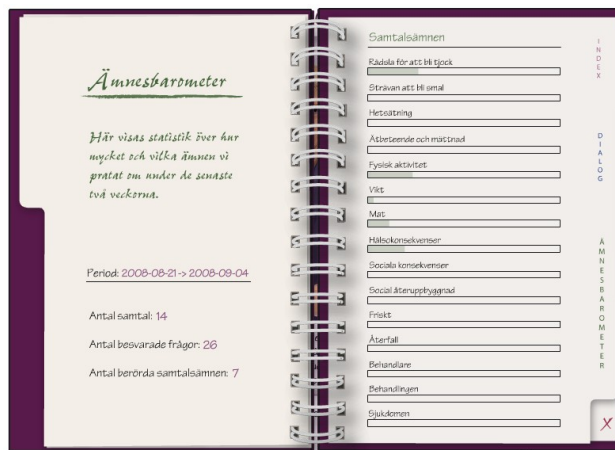 Ämnesbarometer
Här visas statistik över hur
mycket och vilka ämnen vi
pratat om under de senaste
två veckorna.
Period: 2008-08-21 -> 2008-09-04
Antal samtal: 14
Antal besvarade frågor: 26
Antal berörda samtalsämnen: 7
Samtalsämnen
Rädsla för att bli tjock
Strävan att bli smal
Hetsätning
Ätbeteende och mättnad
Fysisk aktivitet
Vikt
Mat
Hälsokonsekvenser
Sociala konsekvenser
Social återuppbyggnad
Friskt
Återfall
Behandlare
Behandlingen
Sjukdomen
INDEX
DIALOG
ÄMNESBAROMETER
X